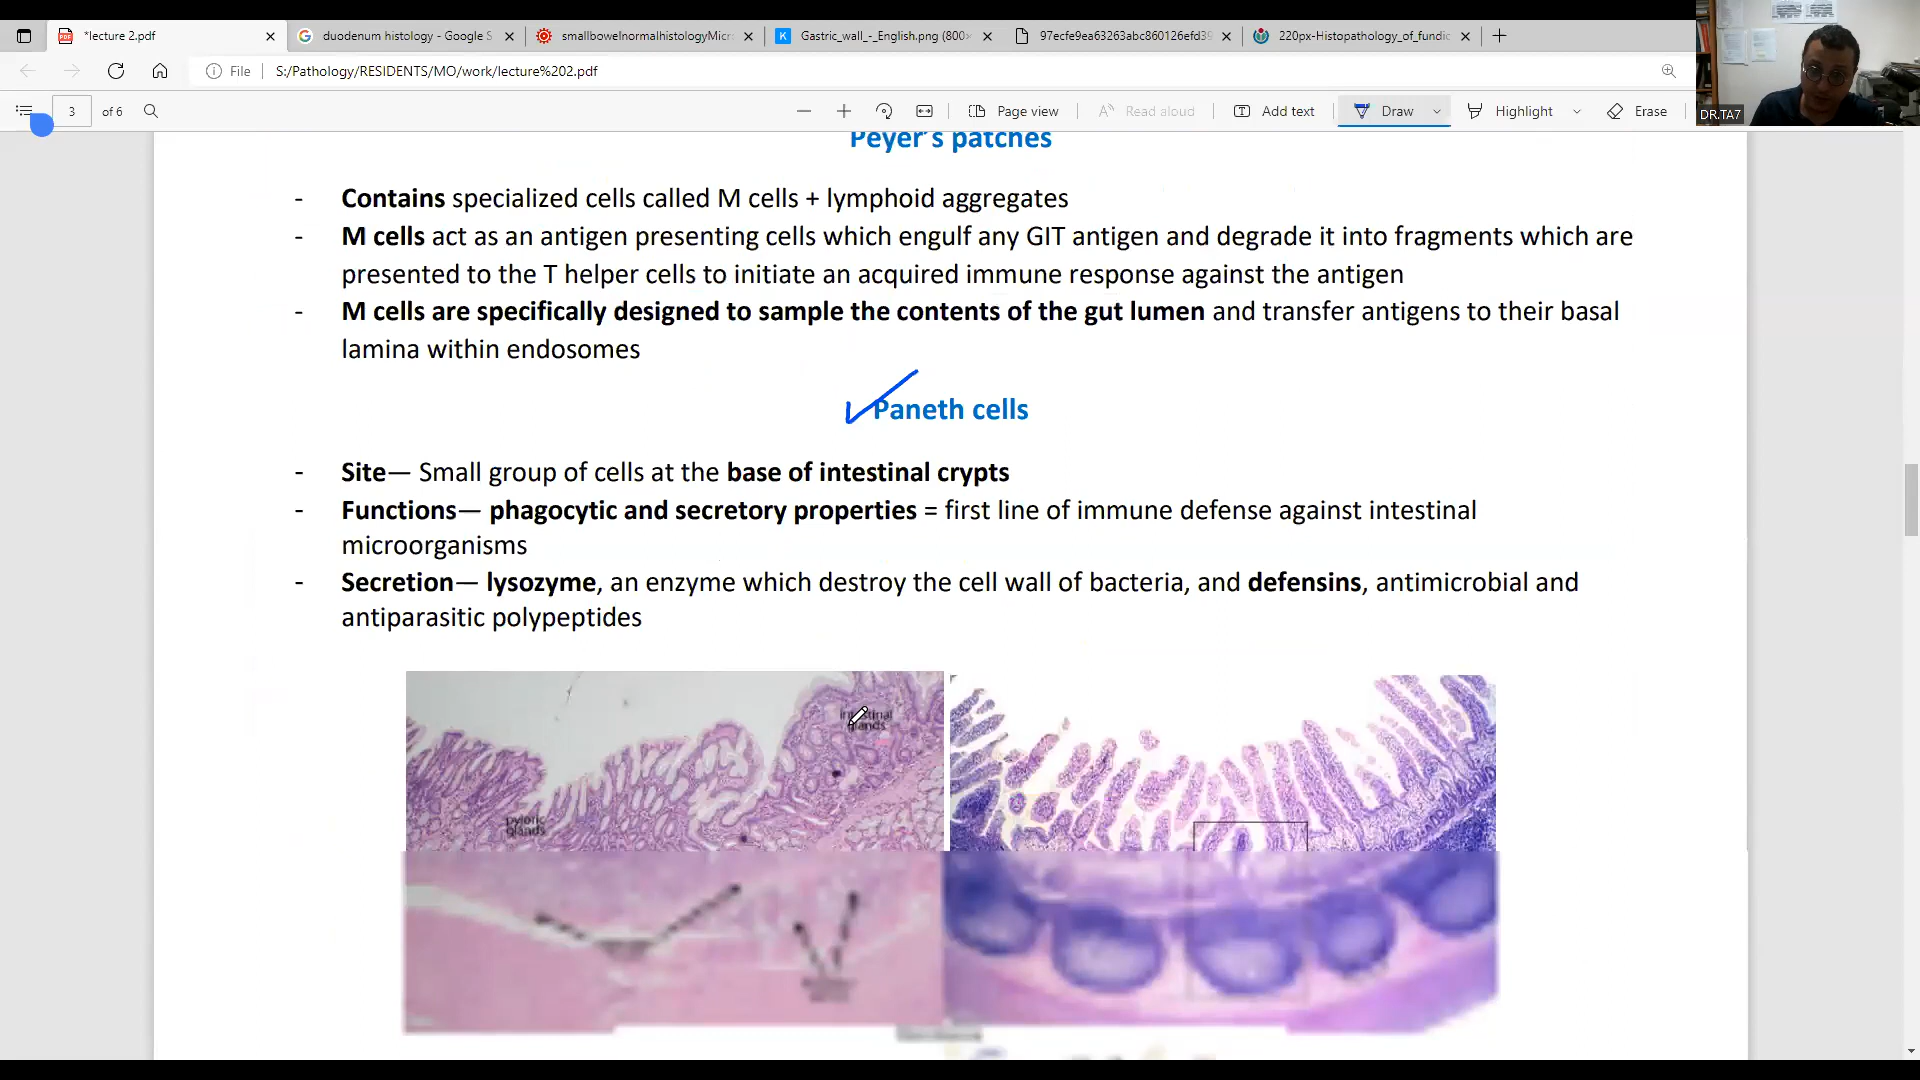 *lecture 2.pdf
duodenum histology - Google S
smallbowelnormalhistologyMicr
Gastric_wall_-_English.png (800×
97ecfe9ea63263abc860126efd39
220px-Histopathology_of_fundic
File
S:/Pathology/RESIDENTS/MO/work/lecture%202.pdf
3 of 6
Page view
Read aloud
Add text
Draw
Highlight
Erase
DR.TA7
Peyer's patches
- Contains specialized cells called M cells + lymphoid aggregates
- M cells act as an antigen presenting cells which engulf any GIT antigen and degrade it into fragments which are
presented to the T helper cells to initiate an acquired immune response against the antigen
- M cells are specifically designed to sample the contents of the gut lumen and transfer antigens to their basal
lamina within endosomes
Paneth cells
- Site— Small group of cells at the base of intestinal crypts
- Functions— phagocytic and secretory properties = first line of immune defense against intestinal
microorganisms
- Secretion— lysozyme, an enzyme which destroy the cell wall of bacteria, and defensins, antimicrobial and
antiparasitic polypeptides
intestinal
glands
pyloric
glands